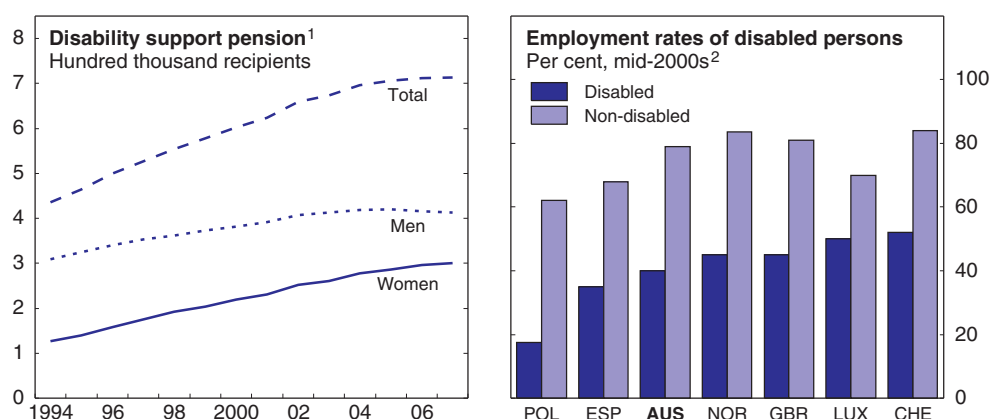 Disability support pension1
Hundred thousand recipients
8
7
6
5
4
3
2
1
0
Total
Men
Women
1994 96 98 2000 02 04 06
Employment rates of disabled persons
Per cent, mid-2000s2
Disabled
Non-disabled
100
80
60
40
20
0
POL ESP AUS NOR GBR LUX CHE